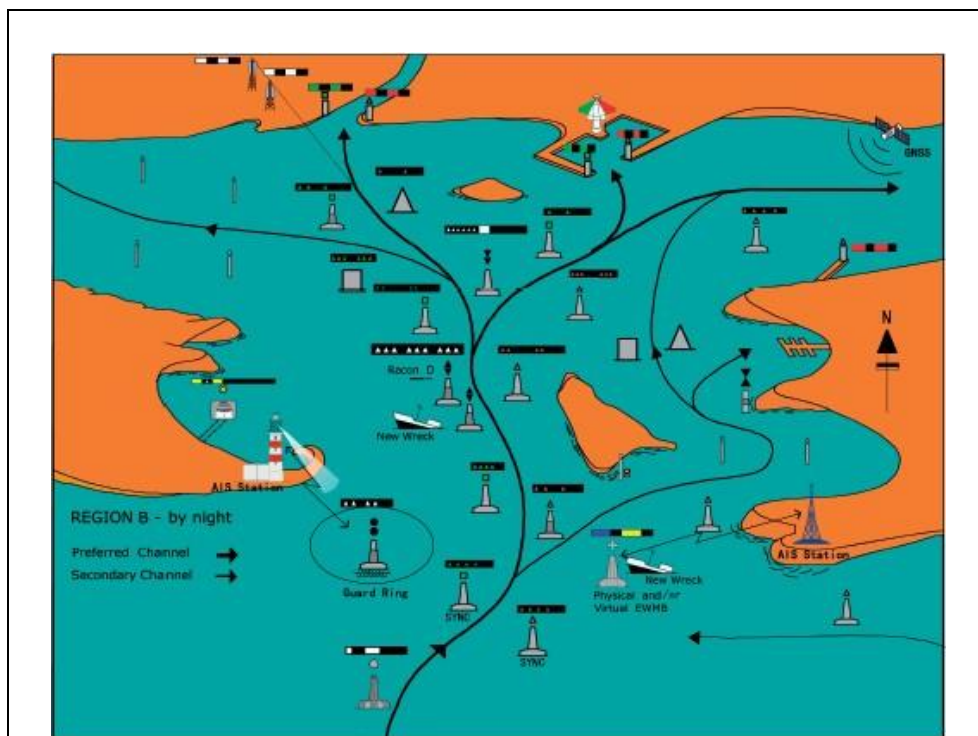 GNSS
N
Racon D
New Wreck
AIS Station
REGION B - by night
Preferred Channel
Secondary Channel
Guard Ring
SYNC
SYNC
New Wreck
Physical and/or
Virtual EWMB
AIS Station